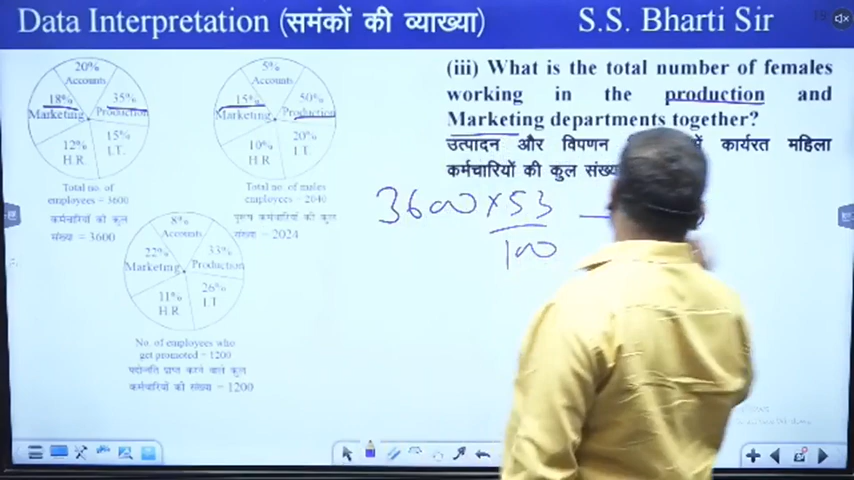 Data Interpretation (समंकों की व्याख्या)
S.S. Bharti Sir
20%
Accounts
18%
Marketing
35%
Production
15%
I.T.
12%
H.R.
Total no. of
employees = 3600
कर्मचारियों की कुल
संख्या = 3600
5%
Accounts
15%
Marketing
50%
Production
20%
I.T.
10%
H.R
Total no. of males
employees = 2040
पुरूष कर्मचारियों की कुल
संख्या = 2024
8%
Accounts
22%
Marketing
33%
Production
26%
I.T
11%
H.R
No. of employees who
get promoted = 1200
पदोन्नति प्राप्त करने वाले कुल
कर्मचारियों की संख्या = 1200
(iii) What is the total number of females
working in the production and
Marketing departments together?
उत्पादन और विपणन में कार्यरत महिला
कर्मचारियों की कुल
3600 × 53
100